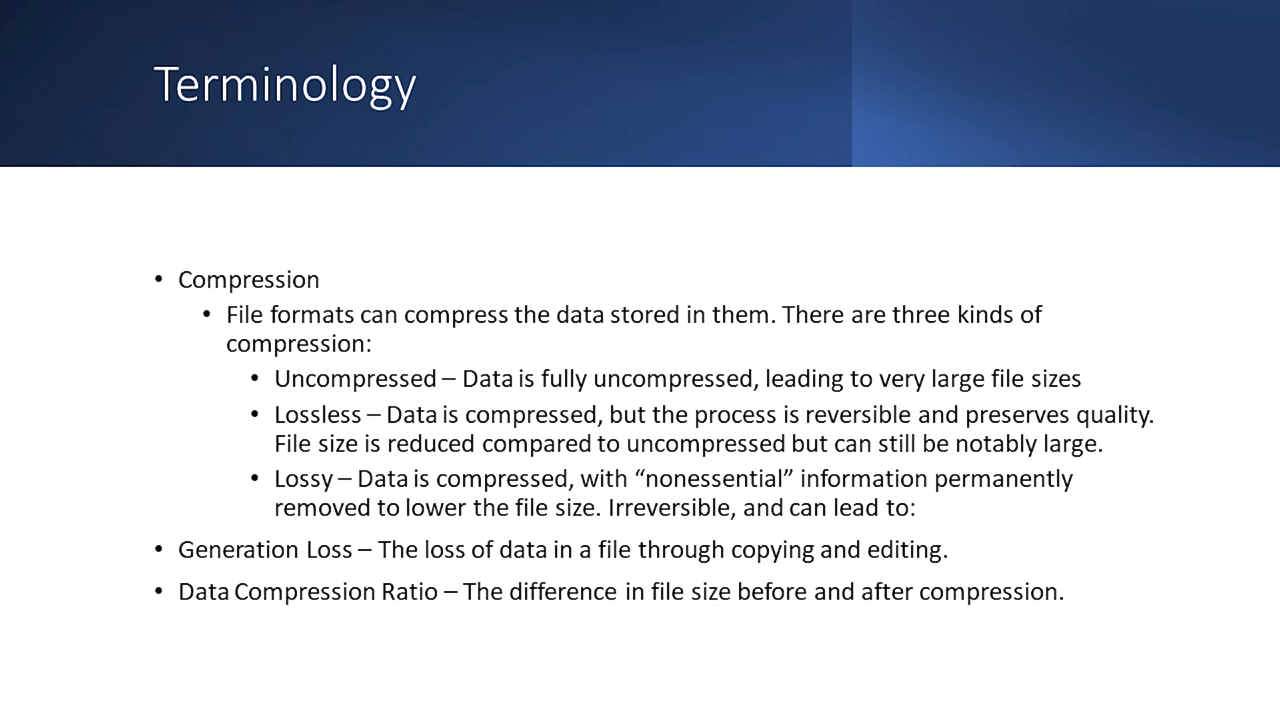 Terminology
• Compression
• File formats can compress the data stored in them. There are three kinds of
compression:
• Uncompressed – Data is fully uncompressed, leading to very large file sizes
• Lossless – Data is compressed, but the process is reversible and preserves quality.
File size is reduced compared to uncompressed but can still be notably large.
• Lossy – Data is compressed, with “nonessential” information permanently
removed to lower the file size. Irreversible, and can lead to:
• Generation Loss – The loss of data in a file through copying and editing.
• Data Compression Ratio – The difference in file size before and after compression.